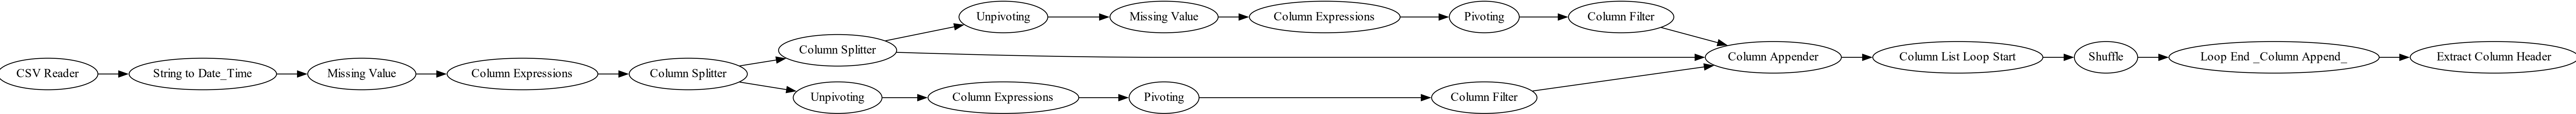 CSV Reader
String to Date_Time
Missing Value
Column Expressions
Column Splitter
Column Splitter
Unpivoting
Missing Value
Column Expressions
Pivoting
Column Filter
Unpivoting
Column Expressions
Pivoting
Column Filter
Column Appender
Column List Loop Start
Shuffle
Loop End _Column Append_
Extract Column Header